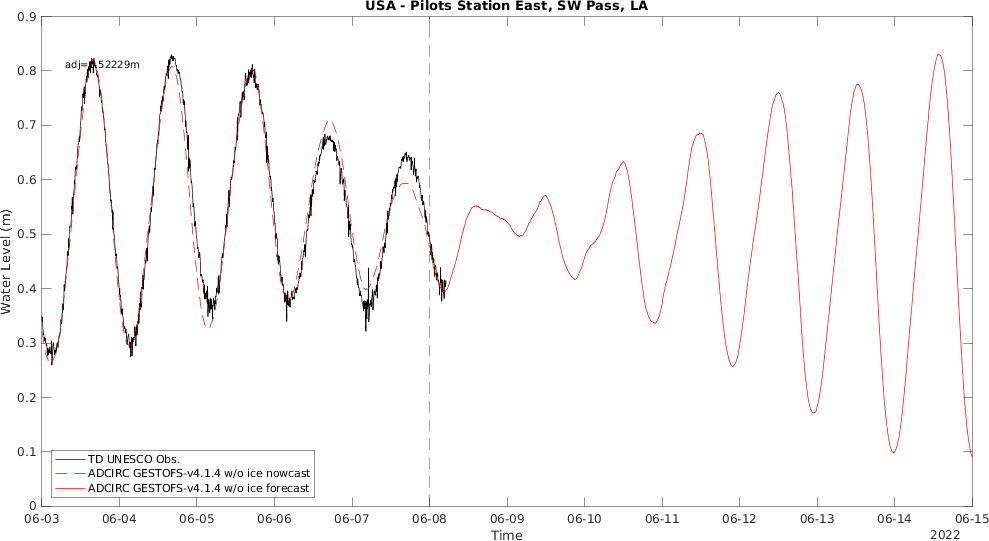 USA - Pilots Station East, SW Pass, LA
0.9
0.8
0.7
0.6
0.5
0.4
0.3
0.2
0.1
0
Water Level (m)
52229m
TD UNESCO Obs.
ADCIRC GESTOFS-v4.1.4 w/o ice nowcast
ADCIRC GESTOFS-v4.1.4 w/o ice forecast
06-03 06-04 06-05 06-06 06-07 06-08 06-09 06-10 06-11 06-12 06-13 06-14 06-15
Time
2022